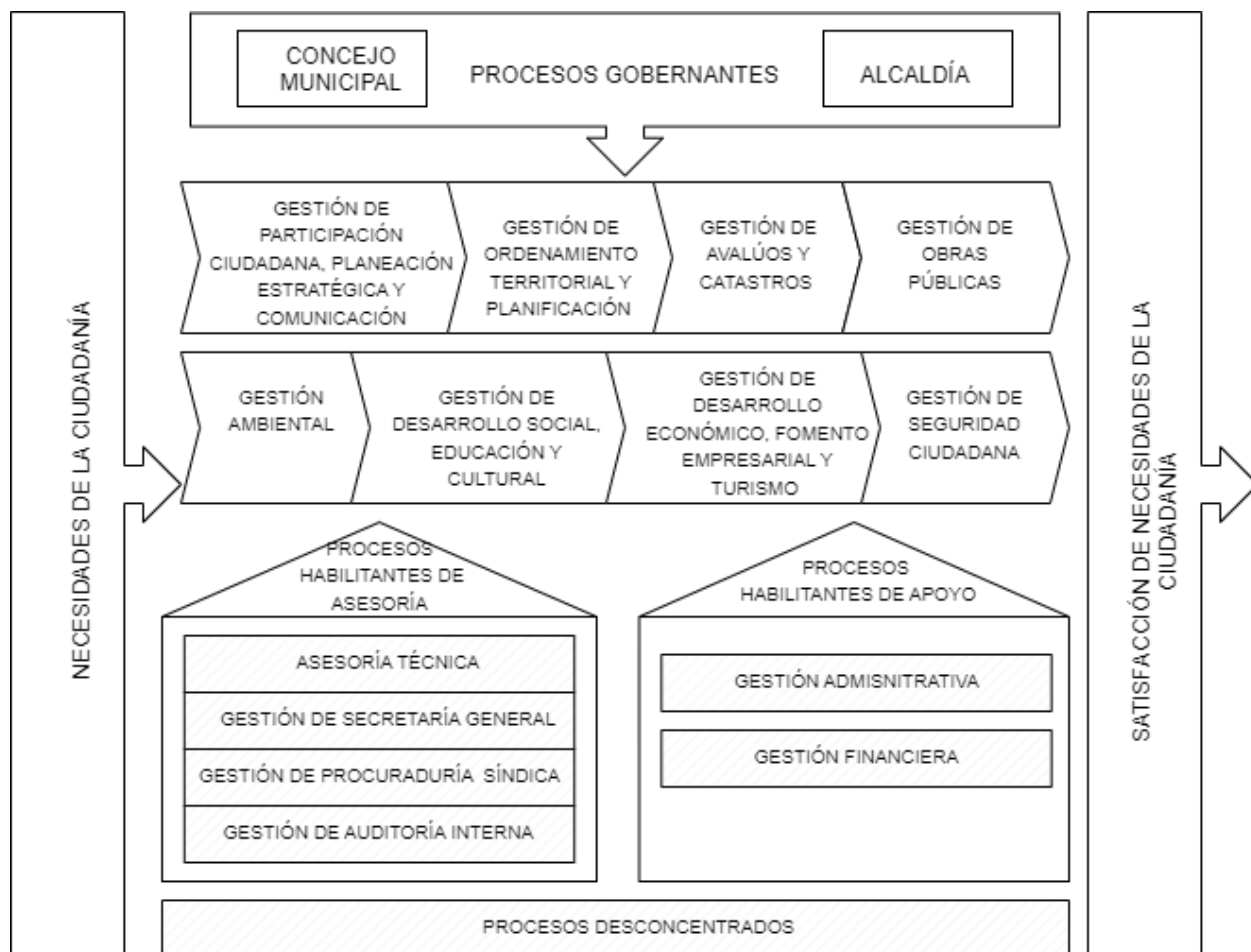 CONCEJO
MUNICIPAL
PROCESOS GOBERNANTES
ALCALDÍA
NECESIDADES DE LA CIUDADANÍA
GESTIÓN DE
PARTICIPACIÓN
CIUDADANA, PLANEACIÓN
ESTRATÉGICA Y
COMUNICACIÓN
GESTIÓN DE
ORDENAMIENTO
TERRITORIAL Y
PLANIFICACIÓN
GESTIÓN DE
AVALÚOS Y
CATASTROS
GESTIÓN DE
OBRAS
PÚBLICAS
GESTIÓN
AMBIENTAL
GESTIÓN DE
DESARROLLO SOCIAL,
EDUCACIÓN Y
CULTURAL
GESTIÓN DE
DESARROLLO
ECONÓMICO, FOMENTO
EMPRESARIAL Y
TURISMO
GESTIÓN DE
SEGURIDAD
CIUDADANA
PROCESOS
HABILITANTES DE
ASESORÍA
ASESORÍA TÉCNICA
GESTIÓN DE SECRETARÍA GENERAL
GESTIÓN DE PROCURADURÍA SÍNDICA
GESTIÓN DE AUDITORÍA INTERNA
PROCESOS
HABILITANTES DE APOYO
GESTIÓN ADMISNITRATIVA
GESTIÓN FINANCIERA
PROCESOS DESCONCENTRADOS
SATISFACCIÓN DE NECESIDADES DE LA
CIUDADANÍA